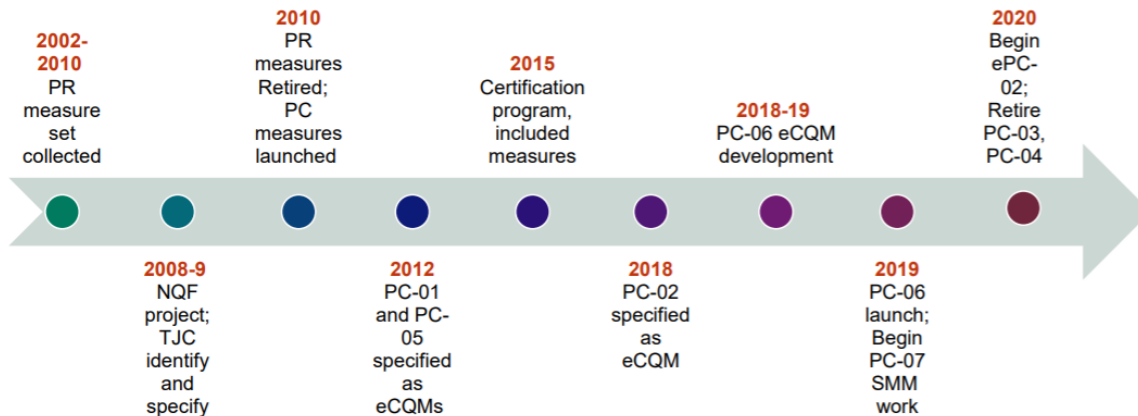 2002-
2010
PR
measure
set
collected
2008-9
NQF
project;
TJC
identify
and
specify
2010
PR
measures
Retired;
PC
measures
launched
2012
PC-01
and PC-
05
specified
as
eCQMs
2015
Certification
program,
included
measures
2018
PC-02
specified
as
eCQM
2018-19
PC-06 eCQM
development
2019
PC-06
launch;
Begin
PC-07
SMM
work
2020
Begin
ePC-
02;
Retire
PC-03,
PC-04